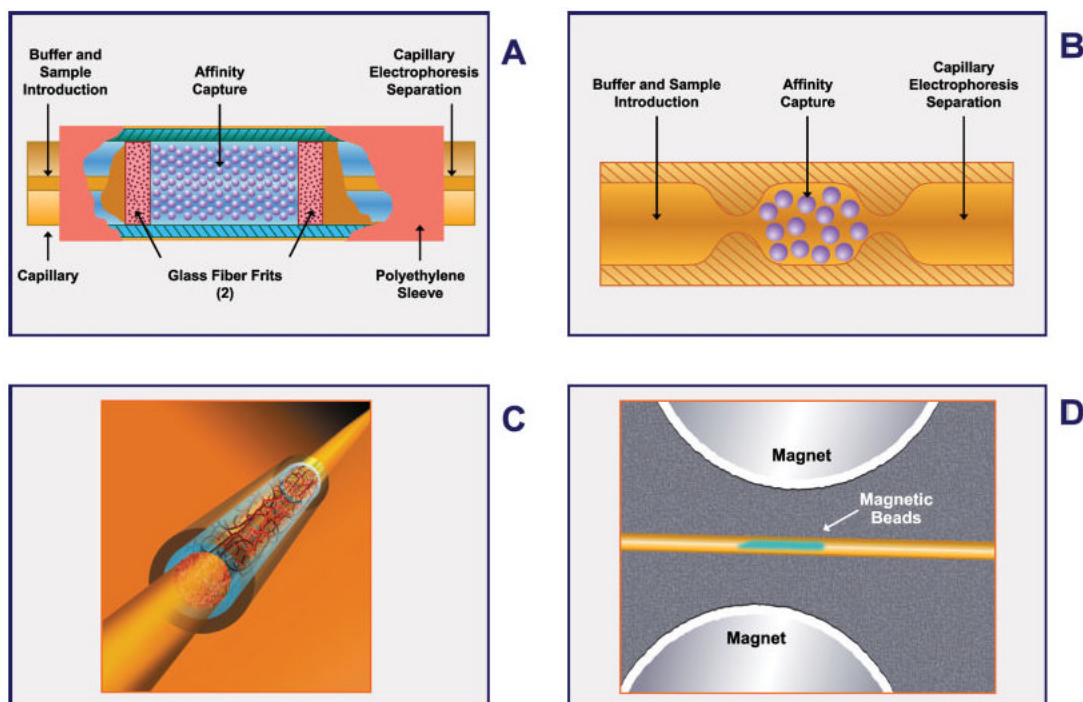 Buffer and
Sample
Introduction
Affinity
Capture
Capillary
Electrophoresis
Separation
A
Capillary
Glass Fiber Frits
(2)
Polyethylene
Sleeve
B
Buffer and Sample
Introduction
Affinity
Capture
Capillary
Electrophoresis
Separation
C
D
Magnet
Magnetic
Beads
Magnet